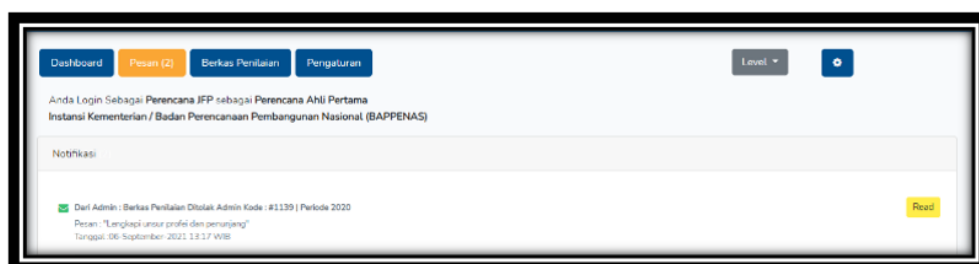 Dashboard Pesan (2) Berkas Penilaian Pengaturan Level
Anda Login Sebagai Perencana JFP sebagai Perencana Ahli Pertama
Instansi Kementerian / Badan Perencanaan Pembangunan Nasional (BAPPENAS)
Notifikasi
Dari Admin : Berkas Penilaian Ditolak Admin Kode : #1139 | Periode 2020
Read
Pesan : "Lengkapi unsur profei dan penunjang"
Tanggal :06-September-2021 13:17 WIB